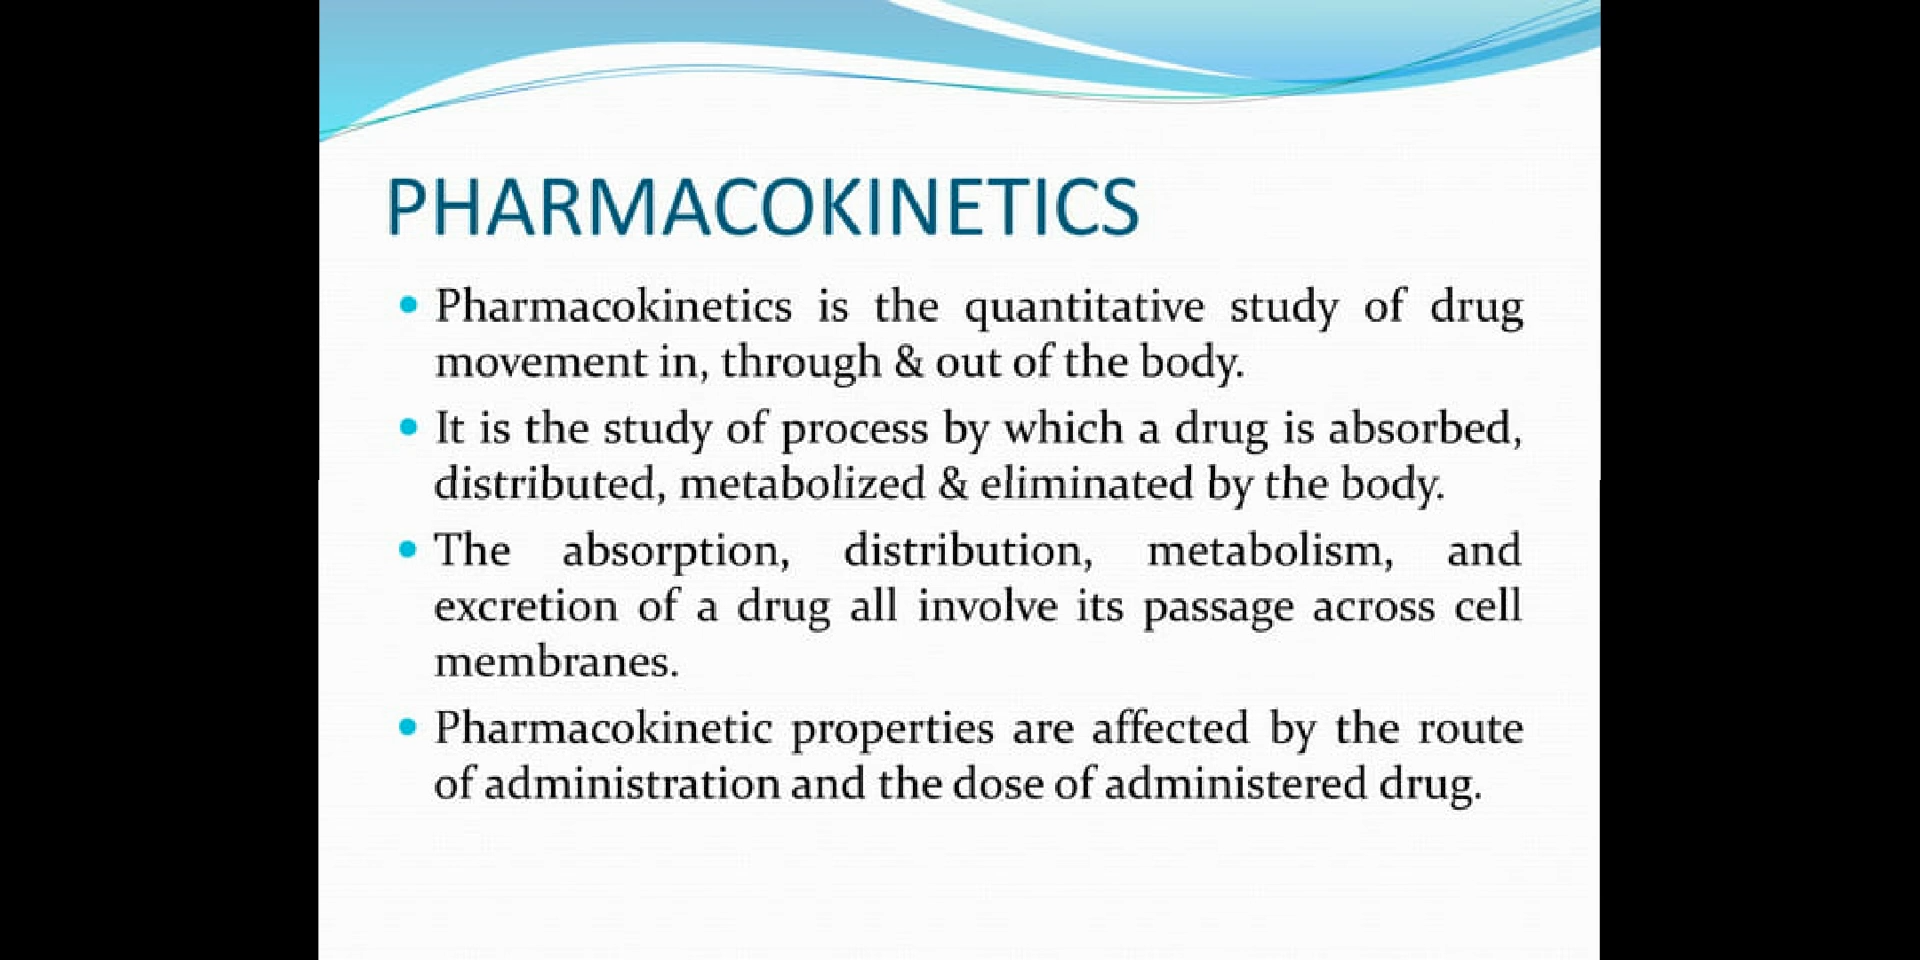 PHARMACOKINETICS
• Pharmacokinetics is the quantitative study of drug
movement in, through & out of the body.
• It is the study of process by which a drug is absorbed,
distributed, metabolized & eliminated by the body.
• The absorption, distribution, metabolism, and
excretion of a drug all involve its passage across cell
membranes.
• Pharmacokinetic properties are affected by the route
of administration and the dose of administered drug.